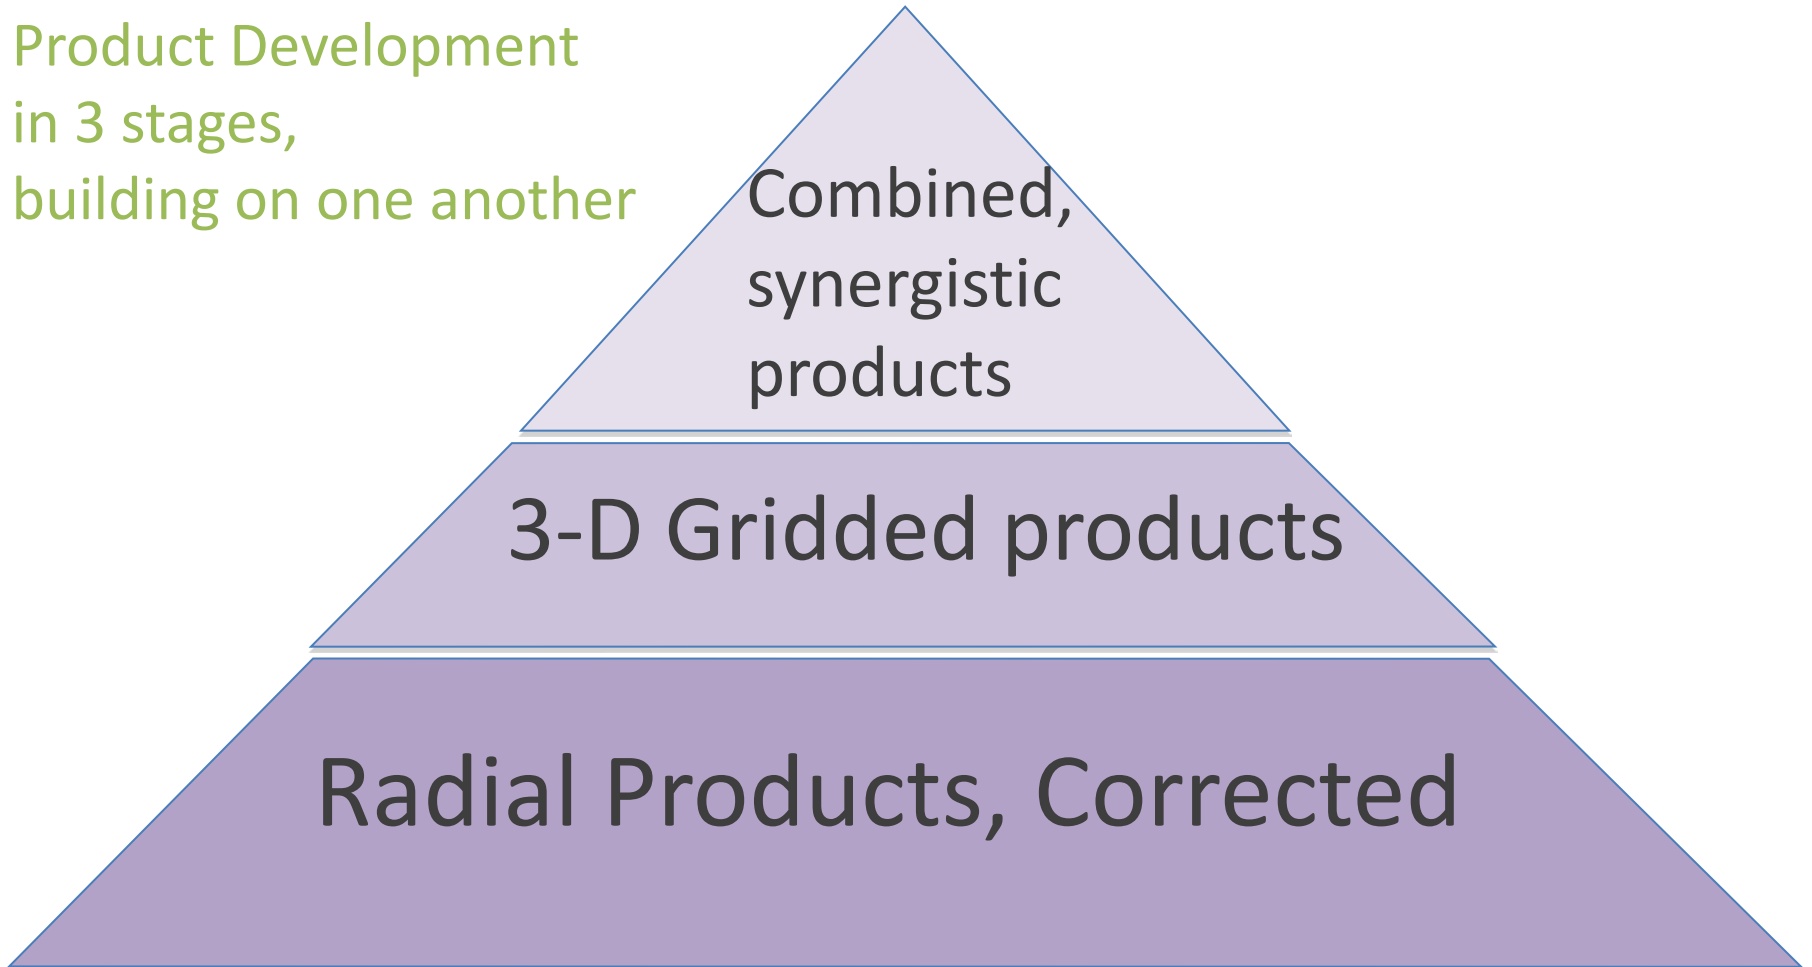 Product Development
in 3 stages,
building on one another
Combined,
synergistic
products
3-D Gridded products
Radial Products, Corrected